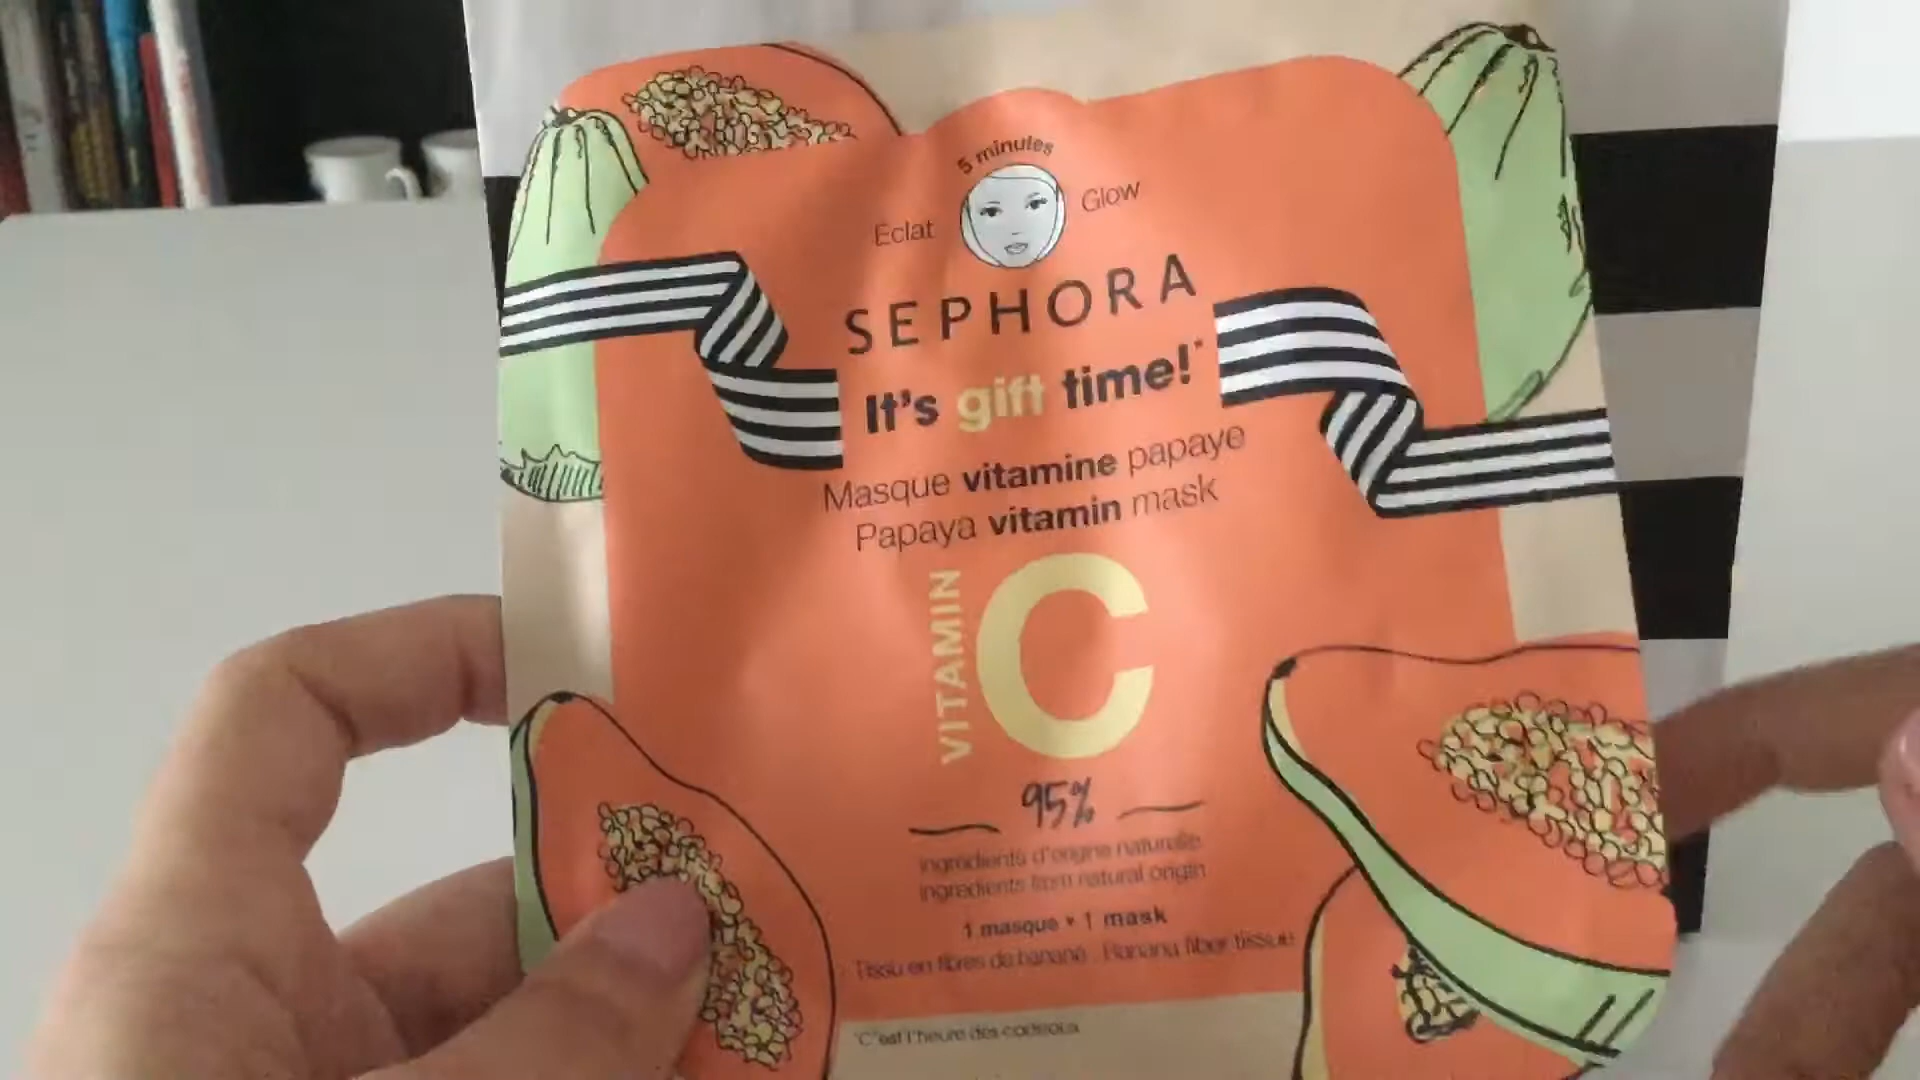 5 minutes
Eclat
Glow
SEPHORA
It's gift time!*
Masque vitamine papaye
Papaya vitamin mask
VITAMIN
C
95%
ingrédients d'origine naturelle
ingredients from natural origin
1 masque • 1 mask
Tissu en fibres de banane . Banana fiber tissue
*C'est l'heure des cadeaux